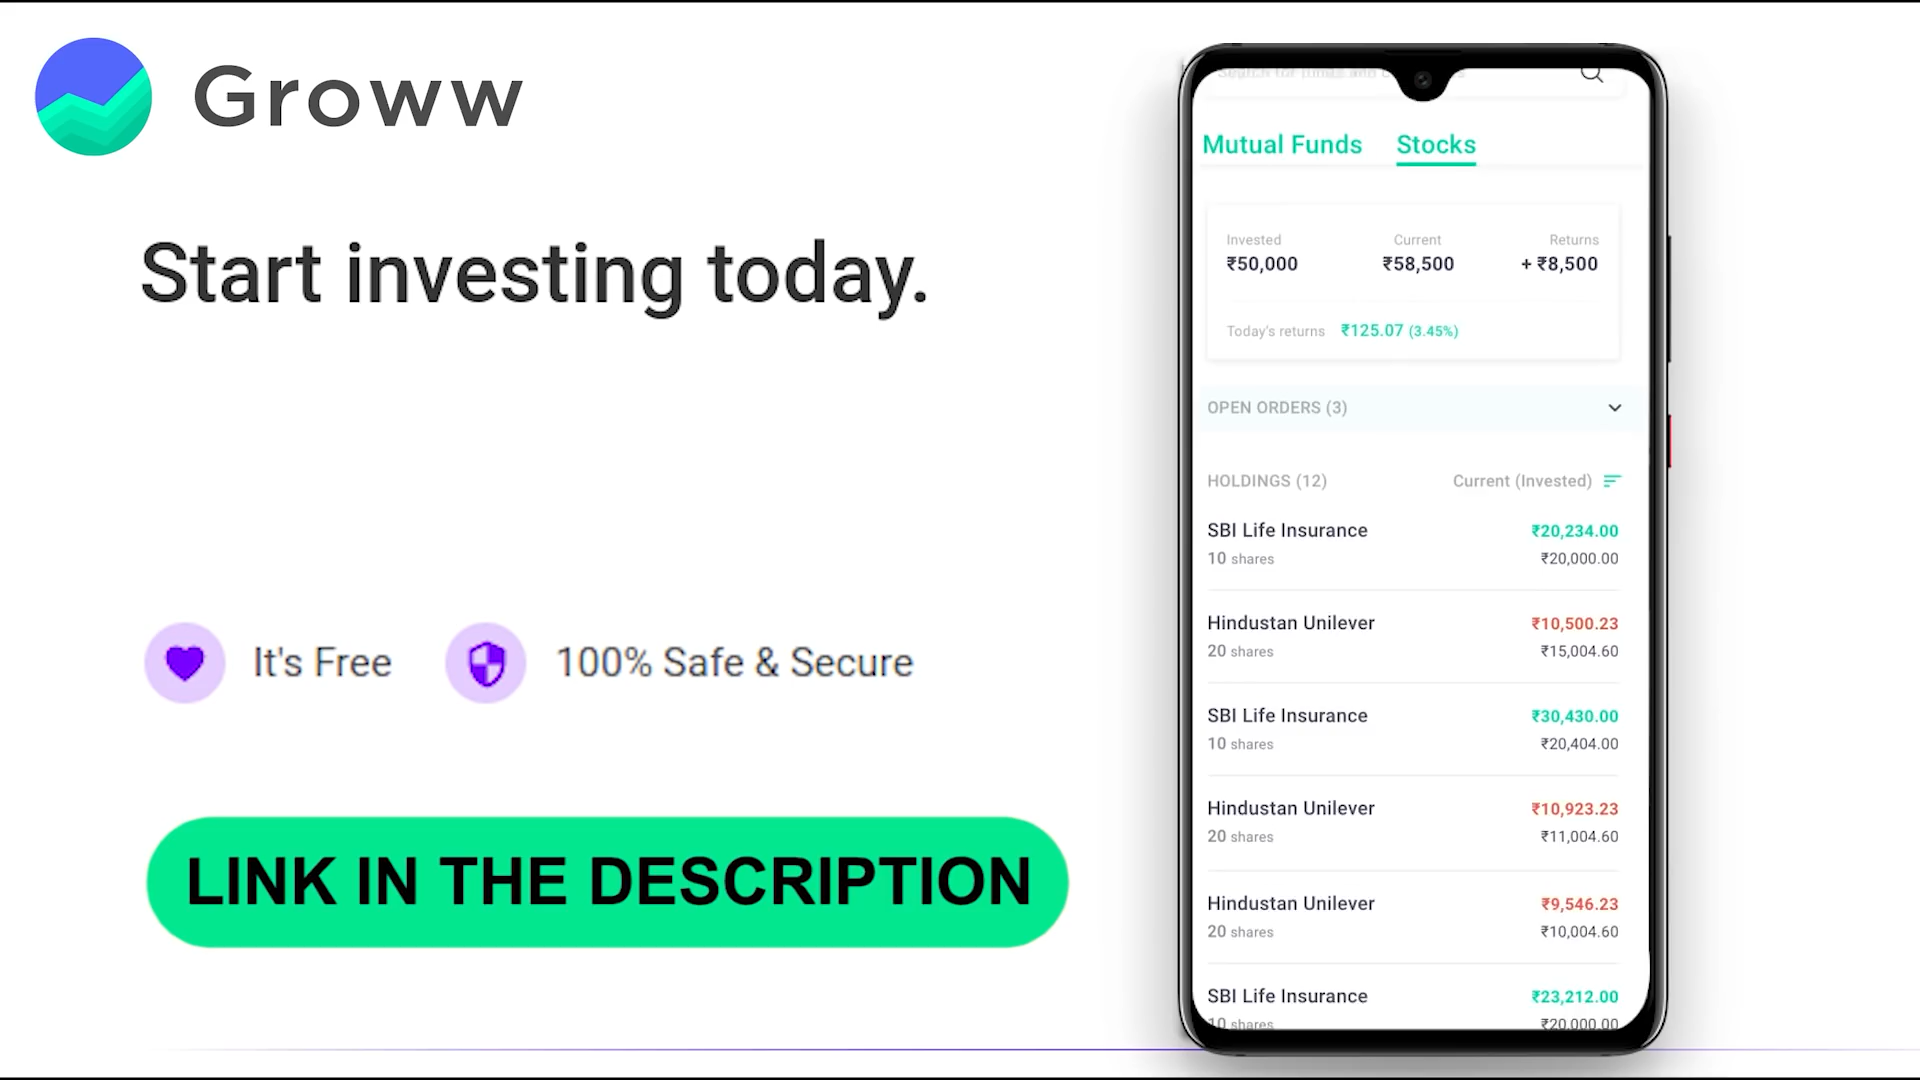 Groww
Start investing today.
It's Free
100% Safe & Secure
LINK IN THE DESCRIPTION
Mutual Funds Stocks
Invested Current Returns
₹50,000 ₹58,500 + ₹8,500
Today's returns ₹125.07 (3.45%)
OPEN ORDERS (3)
HOLDINGS (12) Current (Invested)
SBI Life Insurance ₹20,234.00
10 shares ₹20,000.00
Hindustan Unilever ₹10,500.23
20 shares ₹15,004.60
SBI Life Insurance ₹30,430.00
10 shares ₹20,404.00
Hindustan Unilever ₹10,923.23
20 shares ₹11,004.60
Hindustan Unilever ₹9,546.23
20 shares ₹10,004.60
SBI Life Insurance ₹23,212.00
10 shares ₹20,000.00